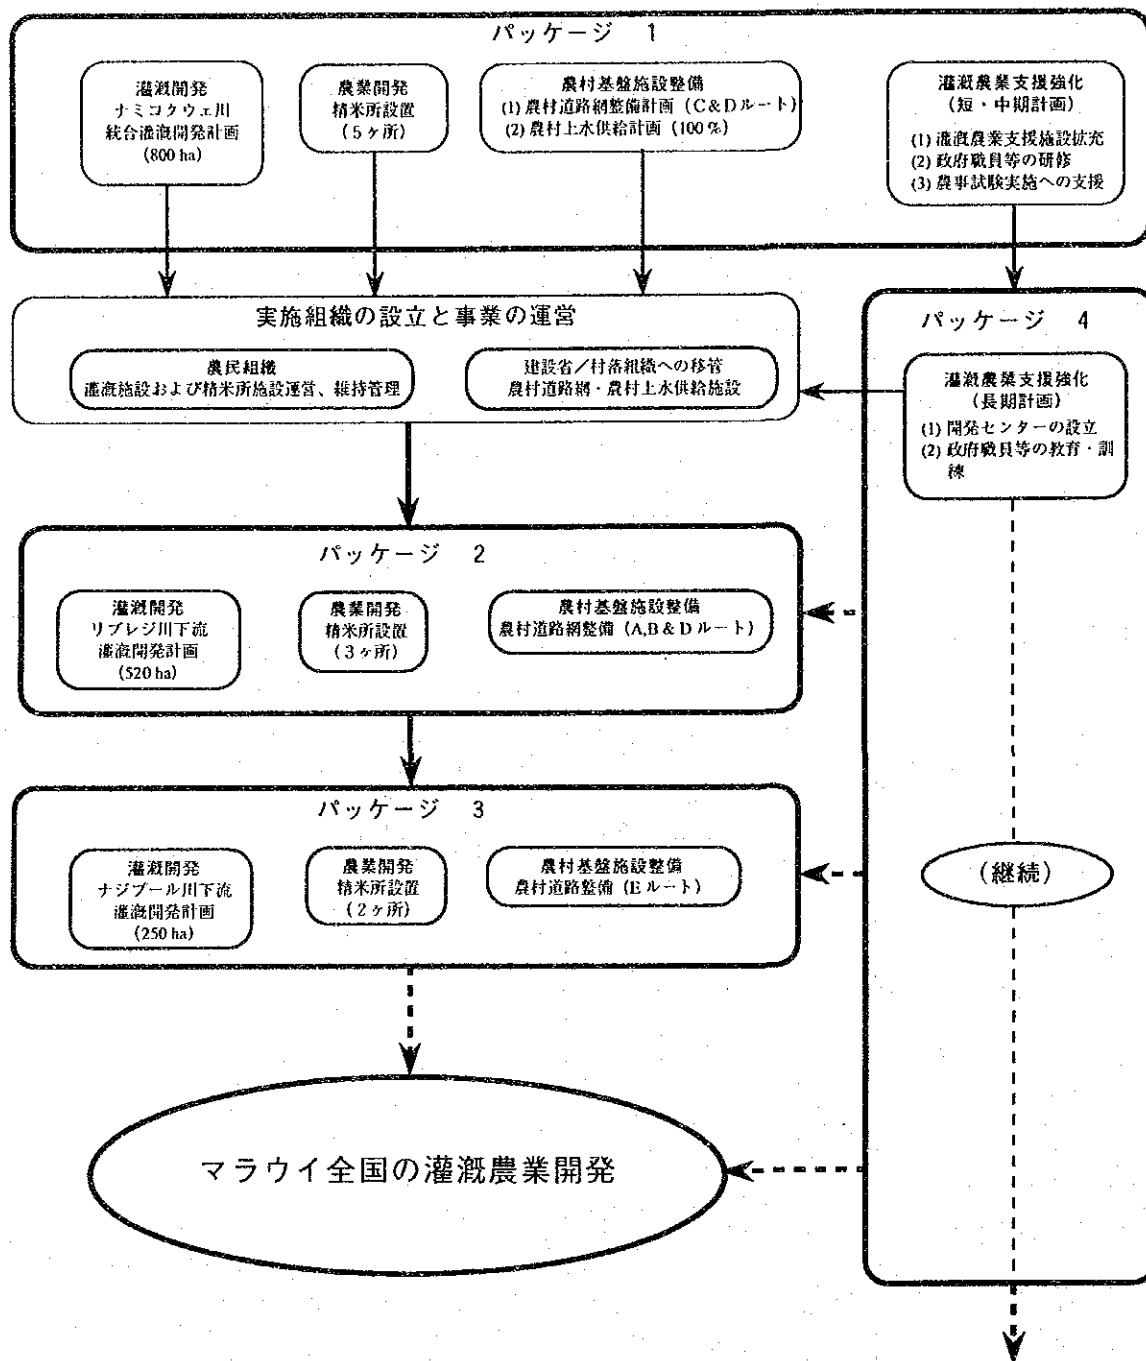 パッケージ 1
灌漑開発
ナミコクウェ川
統合灌漑開発計画
(800 ha)
農業開発
精米所設置
(5ヶ所)
農村基盤施設整備
(1) 農村道路網整備計画 (C&Dルート)
(2) 農村上水供給計画 (100%)
灌漑農業支援強化
(短・中期計画)
(1) 灌漑農業支援施設拡充
(2) 政府職員等の研修
(3) 農事試験実施への支援
実施組織の設立と事業の運営
農民組織
灌漑施設および精米所施設運営、維持管理
建設省/村落組織への移管
農村道路網・農村上水供給施設
パッケージ 4
灌漑農業支援強化
(長期計画)
(1) 開発センターの設立
(2) 政府職員等の教育・訓
練
パッケージ 2
灌漑開発
リブレジ川下流
灌漑開発計画
(520 ha)
農業開発
精米所設置
(3ヶ所)
農村基盤施設整備
農村道路網整備 (A,B & D ルート)
パッケージ 3
灌漑開発
ナジプール川下流
灌漑開発計画
(250 ha)
農業開発
精米所設置
(2ヶ所)
農村基盤施設整備
農村道路整備 (Eルート)
(継続)
マラウイ全国の灌漑農業開発